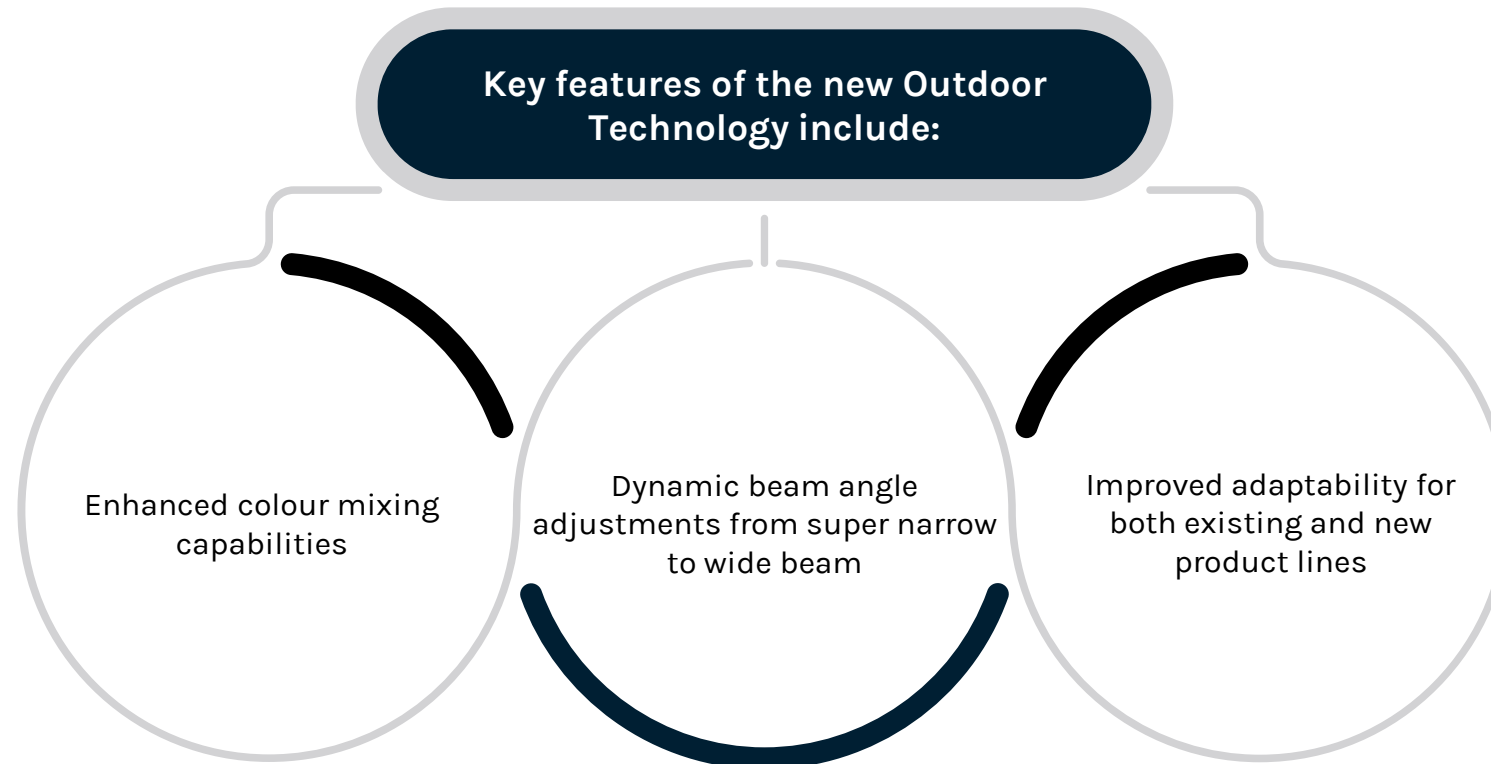 Key features of the new Outdoor
Technology include:
Enhanced colour mixing
capabilities
Dynamic beam angle
adjustments from super narrow
to wide beam
Improved adaptability for
both existing and new
product lines